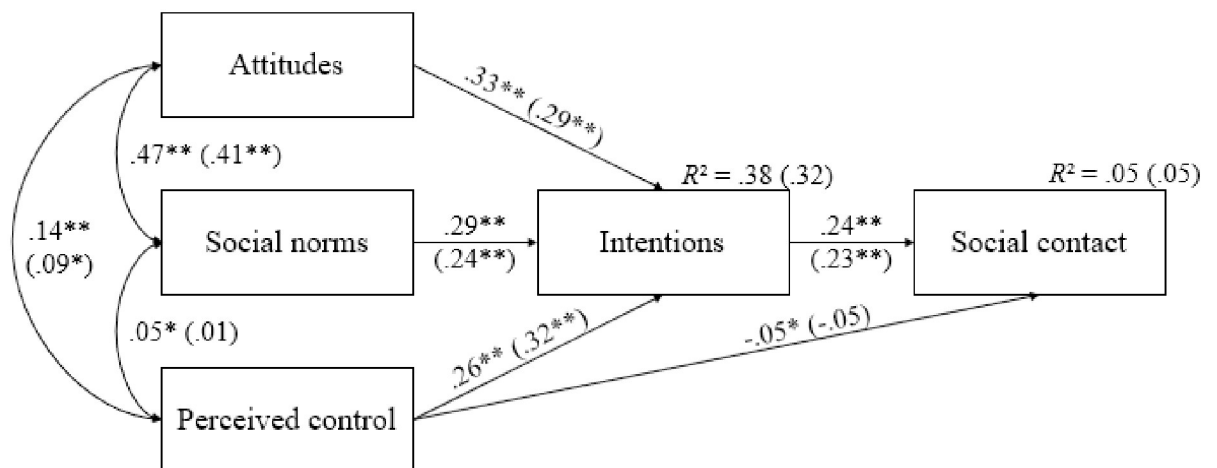 Attitudes
.33** (.29**)
.47** (.41**)
R² = .38 (.32)
R² = .05 (.05)
.14**
(.09*)
Social norms
.29**
(.24**)
Intentions
.24**
(.23**)
Social contact
.05* (.01)
.26** (.32**)
-.05* (-.05)
Perceived control